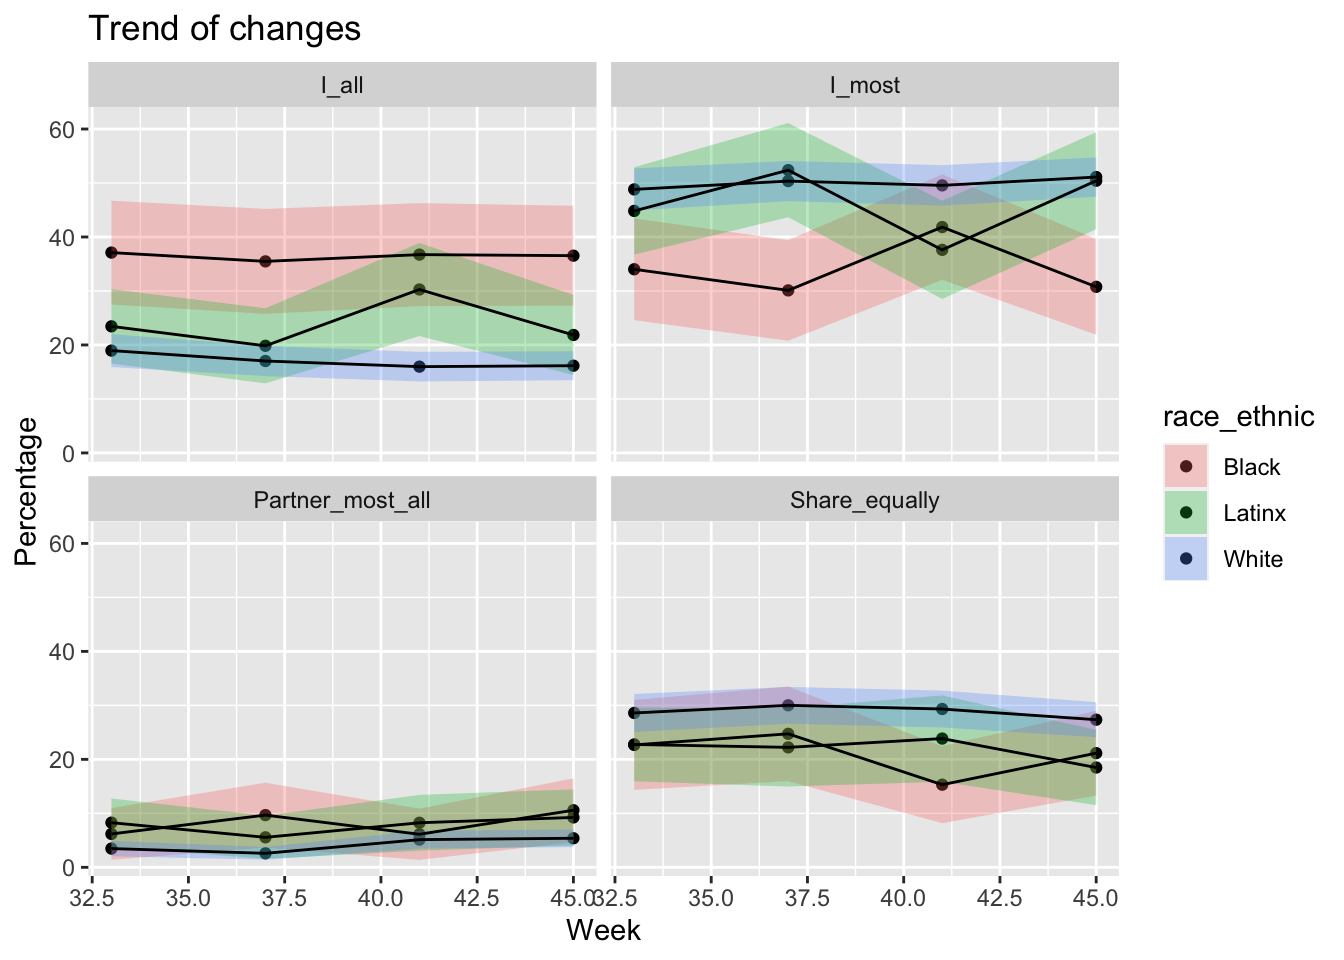 Trend of changes
I_all
I_most
60
40
20
0
Percentage
Partner_most_all
Share_equally
60
40
20
0
32.5 35.0 37.5 40.0 42.5 45.0 32.5 35.0 37.5 40.0 42.5 45.0
Week
race_ethnic
Black
Latinx
White